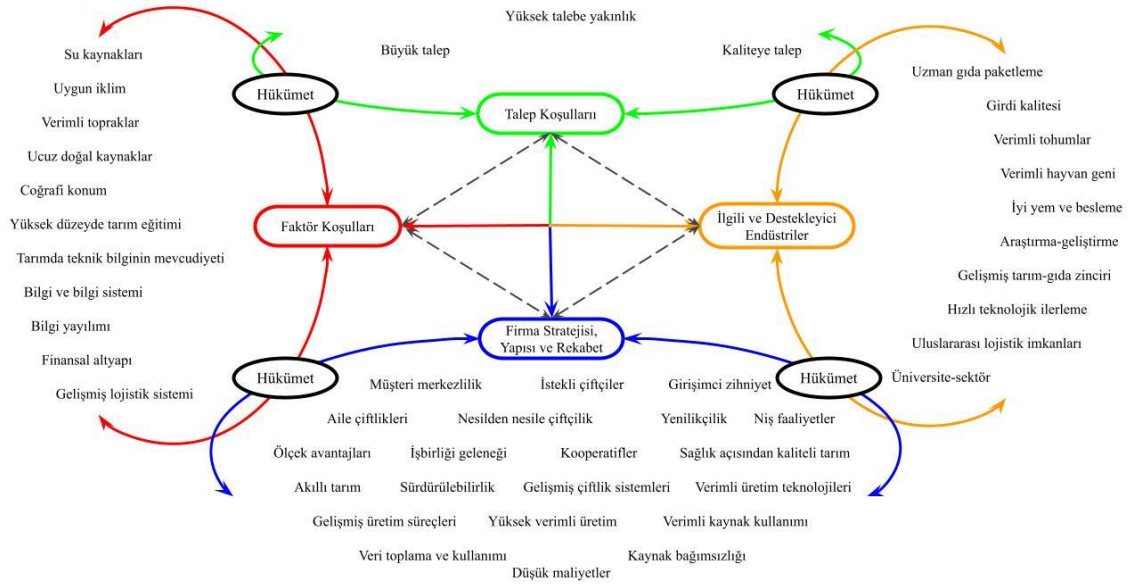 Yüksek talebe yakınlık
Büyük talep
Kaliteye talep
Su kaynakları
Uygun iklim
Verimli topraklar
Ucuz doğal kaynaklar
Coğrafi konum
Yüksek düzeyde tarım eğitimi
Tarımda teknik bilginin mevcudiyeti
Bilgi ve bilgi sistemi
Bilgi yayılımı
Finansal altyapı
Gelişmiş lojistik sistemi
Hükümet
Hükümet
Talep Koşullarıı
Faktör Koşulları
İlgili ve Destekleyici
Endüstriler
Firma Stratejisi,
Yapısı ve Rekabet
Hükümet
Hükümet
Uzman gıda paketleme
Girdi kalitesi
Verimli tohumlar
Verimli hayvan geni
İyi yem ve besleme
Araştırma-geliştirme
Gelişmiş tarım-gıda zinciri
Hızlı teknolojik ilerleme
Uluslararası lojistik imkanları
Üniversite-sektör
Müşteri merkezlilik İstekli çiftçiler Girişimci zihniyet
Aile çiftlikleri Nesilden nesile çiftçilik Yenilikçilik Niş faaliyetler
Ölçek avantajları İşbirliği geleneği Kooperatifler Sağlık açısından kaliteli tarım
Akıllı tarım Sürdürülebilirlik Gelişmiş çiftlik sistemleri Verimli üretim teknolojileri
Gelişmiş üretim süreçleri Yüksek verimli üretim Verimli kaynak kullanımı
Veri toplama ve kullanımı Kaynak bağımsızlığı
Düşük maliyetler